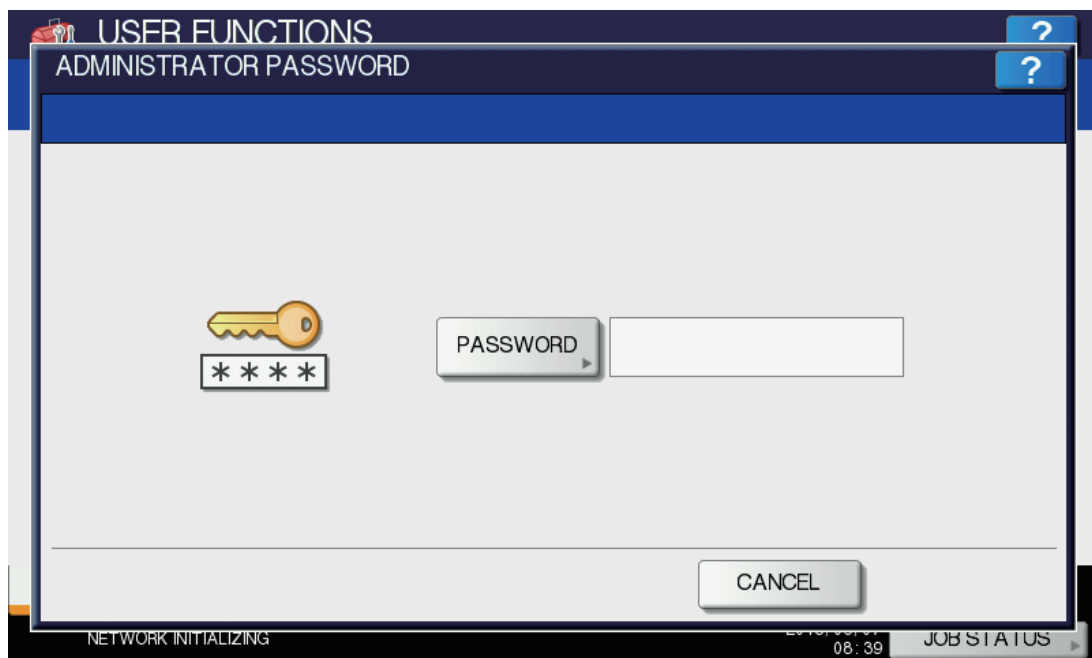 USER FUNCTIONS
?
ADMINISTRATOR PASSWORD
?
PASSWORD
* * * *
CANCEL
NETWORK INITIALIZING
08:39
JOB STATUS